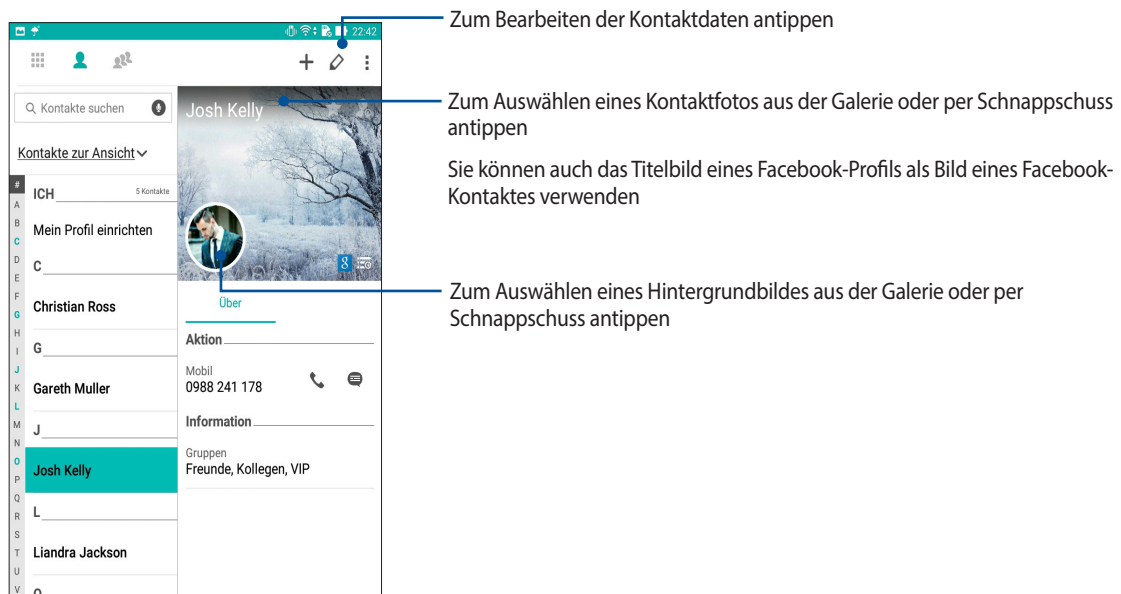 22:42
Kontakte suchen
Kontakte zur Ansicht
#
A
B
C
D
E
F
G
H
I
J
K
L
M
N
O
P
Q
R
S
T
U
V
ICH 5 Kontakte
Mein Profil einrichten
C
Christian Ross
G
Gareth Muller
J
Josh Kelly
L
Liandra Jackson
Josh Kelly
8
Über
Aktion
Mobil
0988 241 178
Information
Gruppen
Freunde, Kollegen, VIP
Zum Bearbeiten der Kontaktdaten antippen
Zum Auswählen eines Kontaktfotos aus der Galerie oder per Schnappschuss
antippen
Sie können auch das Titelbild eines Facebook-Profils als Bild eines Facebook-
Kontaktes verwenden
Zum Auswählen eines Hintergrundbildes aus der Galerie oder per
Schnappschuss antippen